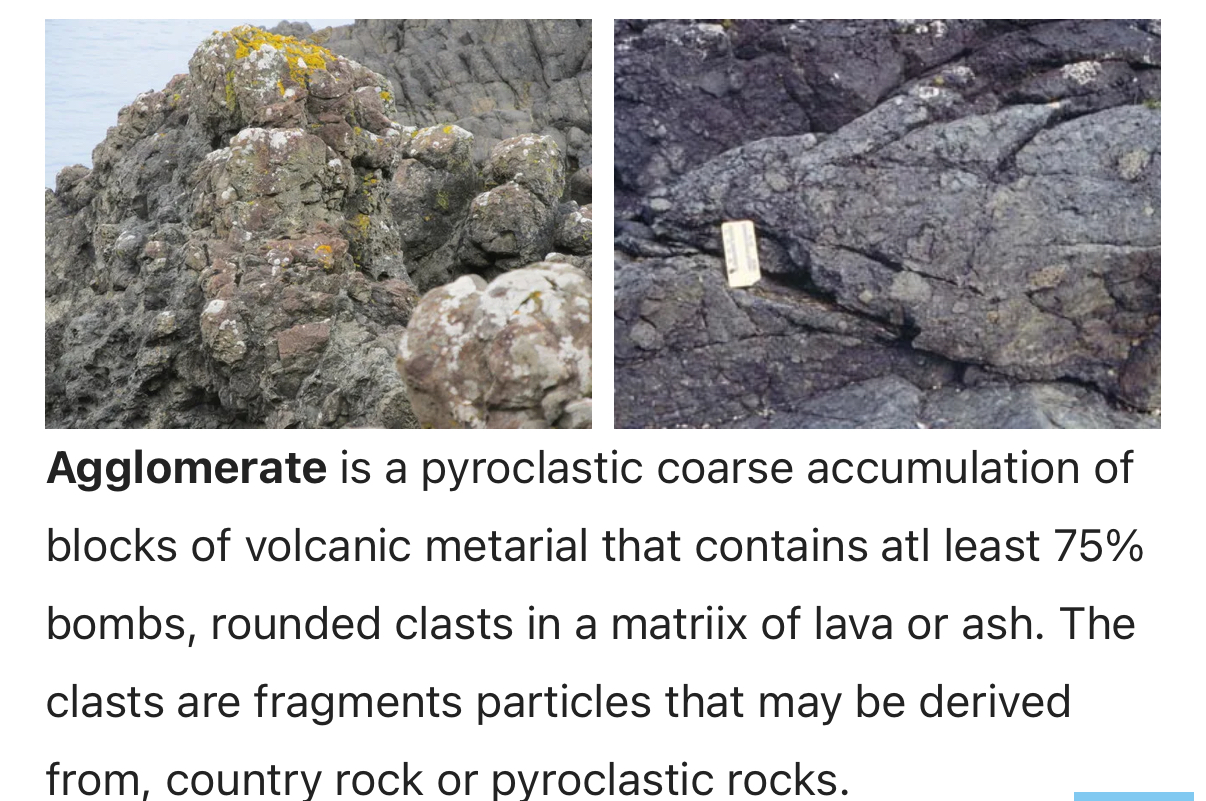 Agglomerate is a pyroclastic coarse accumulation of
blocks of volcanic metarial that contains atl least 75%
bombs, rounded clasts in a matriix of lava or ash. The
clasts are fragments particles that may be derived
from, country rock or pyroclastic rocks.